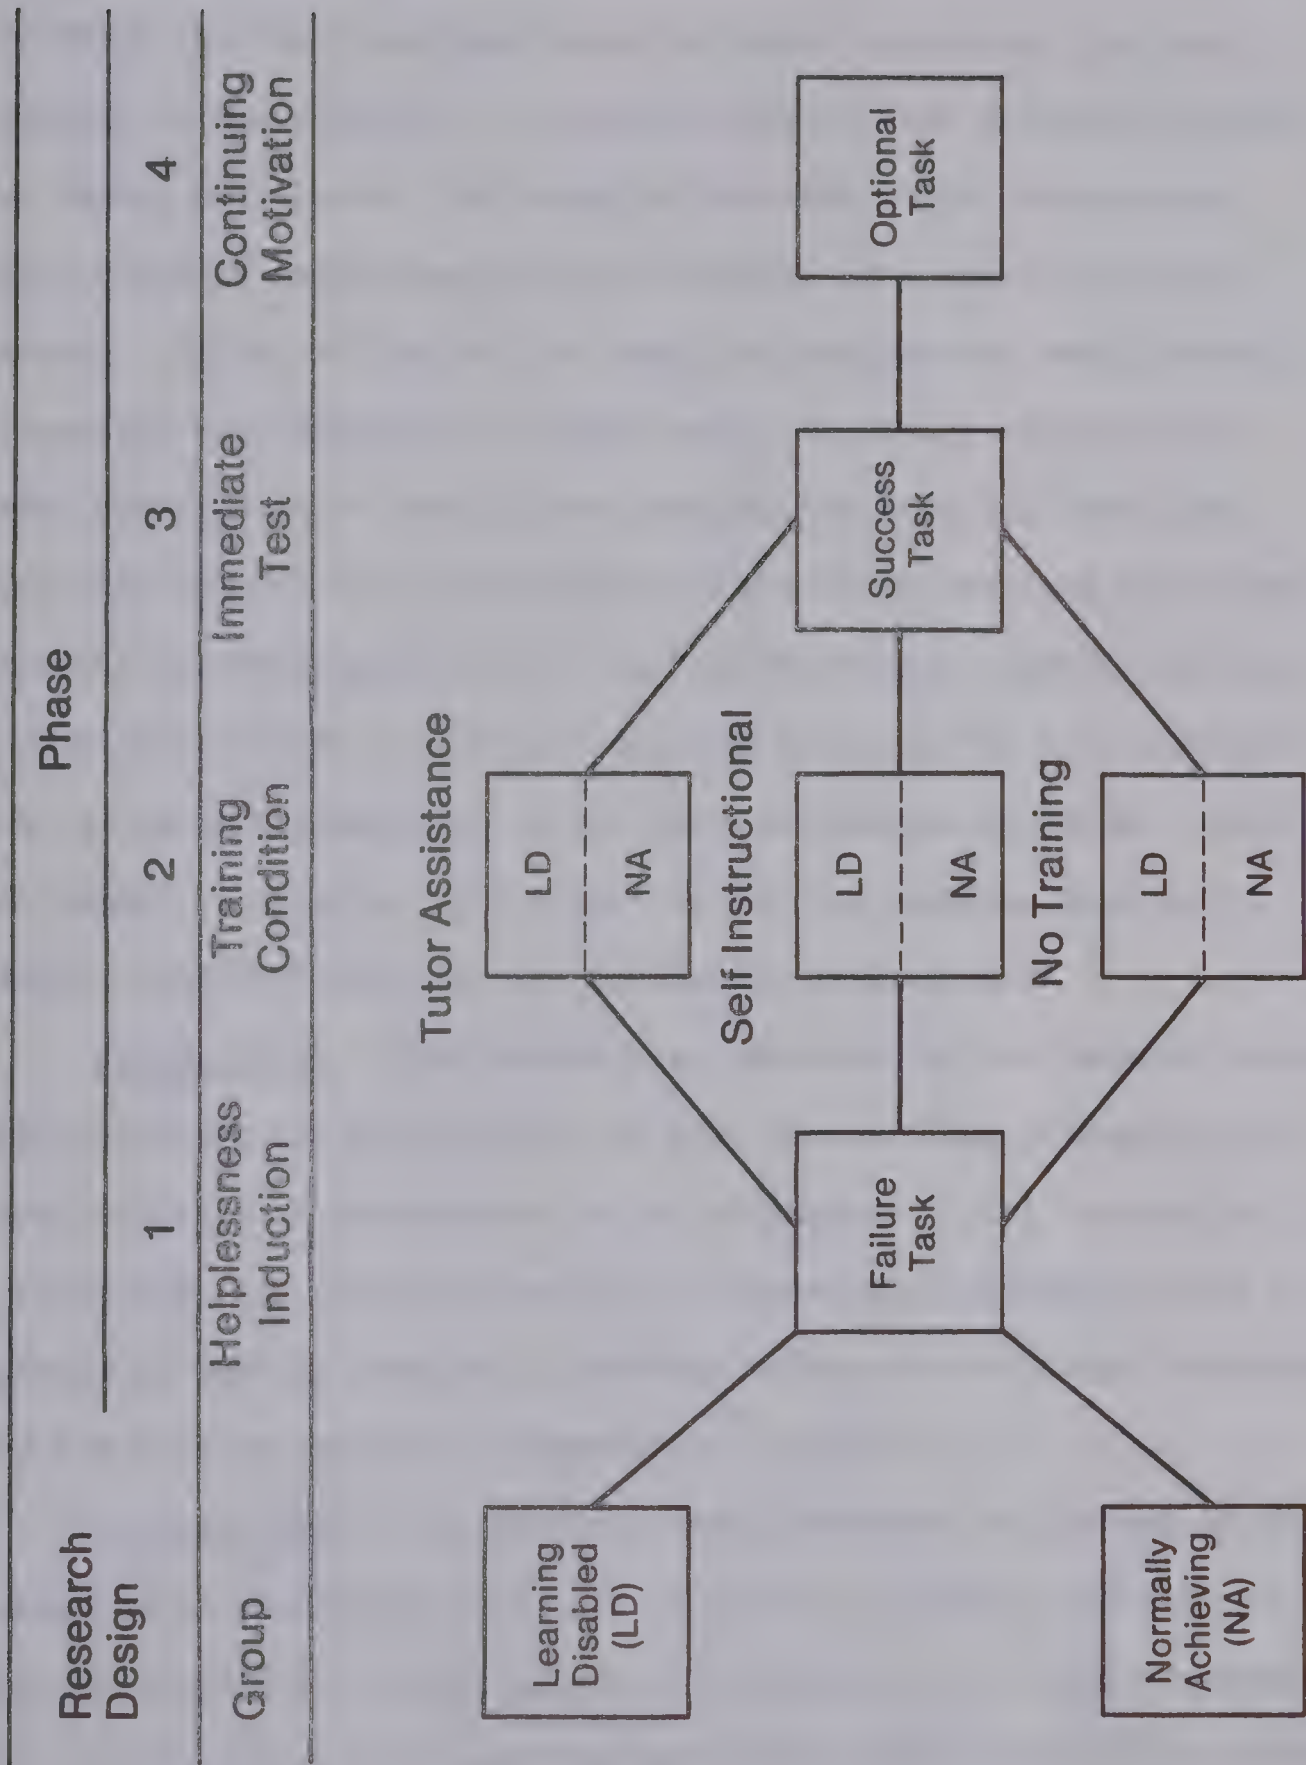 Research
Design
Phase
1
2
3
4
Group
Helplessness
Induction
Training
Condition
Immediate
Test
Continuing
Motivation
Learning
Disabled
(LD)
Normally
Achieving
(NA)
Failure
Task
Tutor Assistance
LD
NA
Self Instructional
LD
NA
No Training
LD
NA
Success
Task
Optional
Task